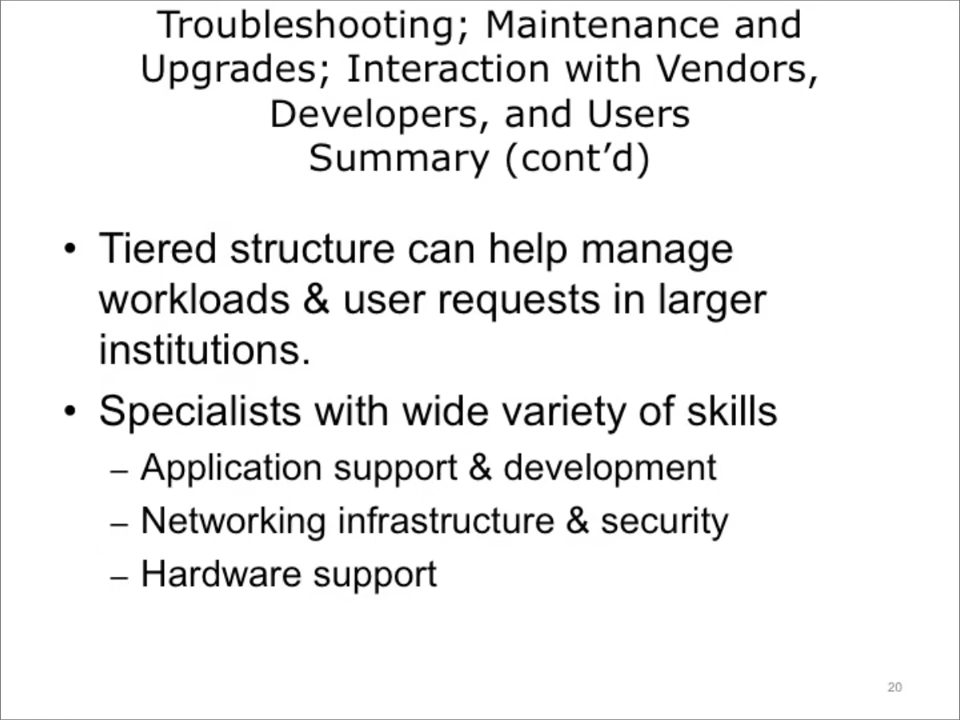 Troubleshooting; Maintenance and
Upgrades; Interaction with Vendors,
Developers, and Users
Summary (cont’d)
• Tiered structure can help manage
workloads & user requests in larger
institutions.
• Specialists with wide variety of skills
– Application support & development
– Networking infrastructure & security
– Hardware support
20